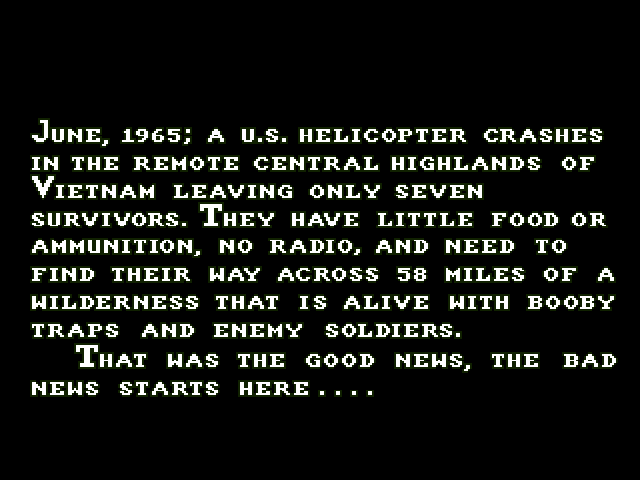 June, 1965; a U.S. helicopter crashes
in the remote central highlands of
Vietnam leaving only seven
survivors. They have little food or
ammunition, no radio, and need to
find their way across 58 miles of a
wilderness that is alive with booby
traps and enemy soldiers.
That was the good news, the bad
news starts here....